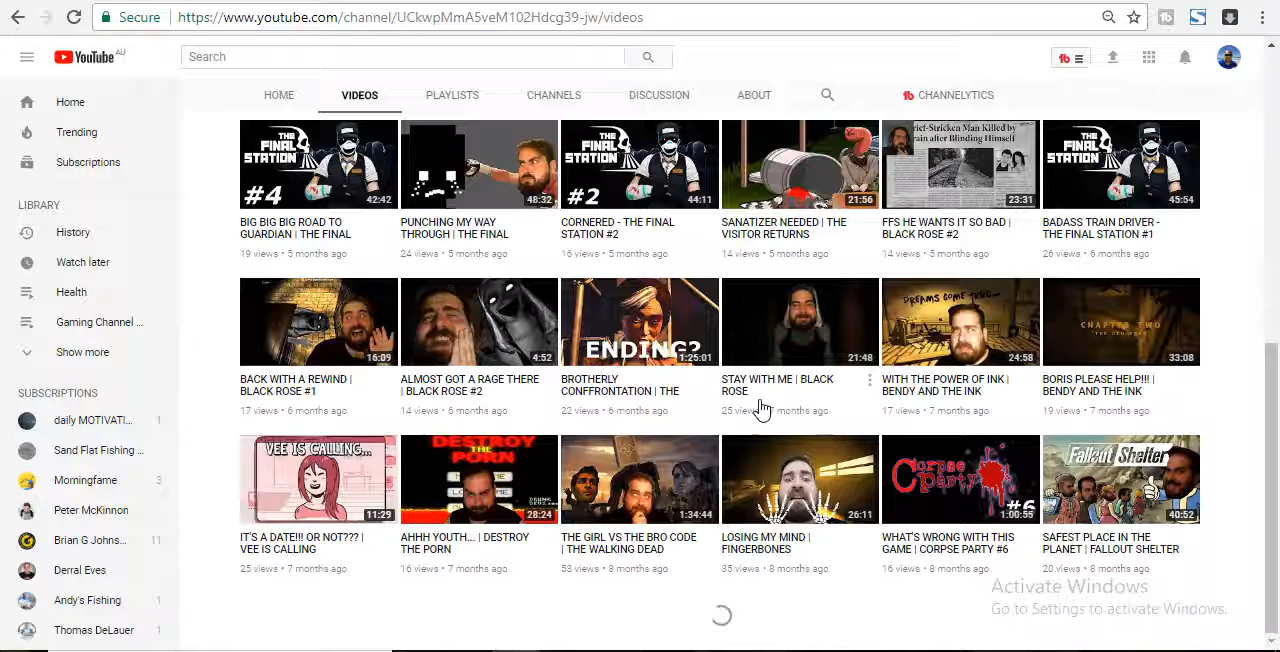 Secure https://www.youtube.com/channel/UCkwpMmA5veM102Hdcg39-jw/videos
YouTube AU
Search
HOME VIDEOS PLAYLISTS CHANNELS DISCUSSION ABOUT CHANNELYTICS
Home
Trending
Subscriptions
LIBRARY
History
Watch later
Health
Gaming Channel ...
Show more
SUBSCRIPTIONS
daily MOTIVATI... 1
Sand Flat Fishing ...
Morningfame 3
Peter McKinnon
Brian G Johns... 11
Derral Eves
Andy's Fishing 1
Thomas DeLauer 1
THE FINAL STATION
#4
42:42
BIG BIG BIG ROAD TO
GUARDIAN | THE FINAL
19 views • 5 months ago
48:32
PUNCHING MY WAY
THROUGH | THE FINAL
24 views • 5 months ago
THE FINAL STATION
#2
44:11
CORNERED - THE FINAL
STATION #2
16 views • 5 months ago
21:56
SANATIZER NEEDED | THE
VISITOR RETURNS
14 views • 5 months ago
rief-Stricken Man Killed by
rain after Blinding Himself
23:31
FFS HE WANTS IT SO BAD |
BLACK ROSE #2
14 views • 5 months ago
THE FINAL STATION
#1
45:54
BADASS TRAIN DRIVER -
THE FINAL STATION #1
26 views • 6 months ago
16:09
BACK WITH A REWIND |
BLACK ROSE #1
17 views • 6 months ago
4:52
ALMOST GOT A RAGE THERE
| BLACK ROSE #2
14 views • 6 months ago
ENDING?
1:25:01
BROTHERLY
CONFFRONTATION | THE
22 views • 6 months ago
21:48
STAY WITH ME | BLACK
ROSE
25 views months ago
DREAMS COME TRUE...
24:58
WITH THE POWER OF INK |
BENDY AND THE INK
17 views • 7 months ago
CHAPTER TWO
33:08
BORIS PLEASE HELP!!! |
BENDY AND THE INK
19 views • 7 months ago
VEE IS CALLING...
11:29
IT'S A DATE!!! OR NOT??? |
VEE IS CALLING
25 views • 7 months ago
DESTROY
THE
PORN
28:24
AHHH YOUTH... | DESTROY
THE PORN
16 views • 7 months ago
1:34:44
THE GIRL VS THE BRO CODE
| THE WALKING DEAD
53 views • 8 months ago
26:11
LOSING MY MIND |
FINGERBONES
35 views • 8 months ago
Corpse
Party
#6
1:00:55
WHAT'S WRONG WITH THIS
GAME | CORPSE PARTY #6
16 views • 8 months ago
Fallout Shelter
40:52
SAFEST PLACE IN THE
PLANET | FALLOUT SHELTER
20 views • 8 months ago
Activate Windows
Go to Settings to activate Windows.